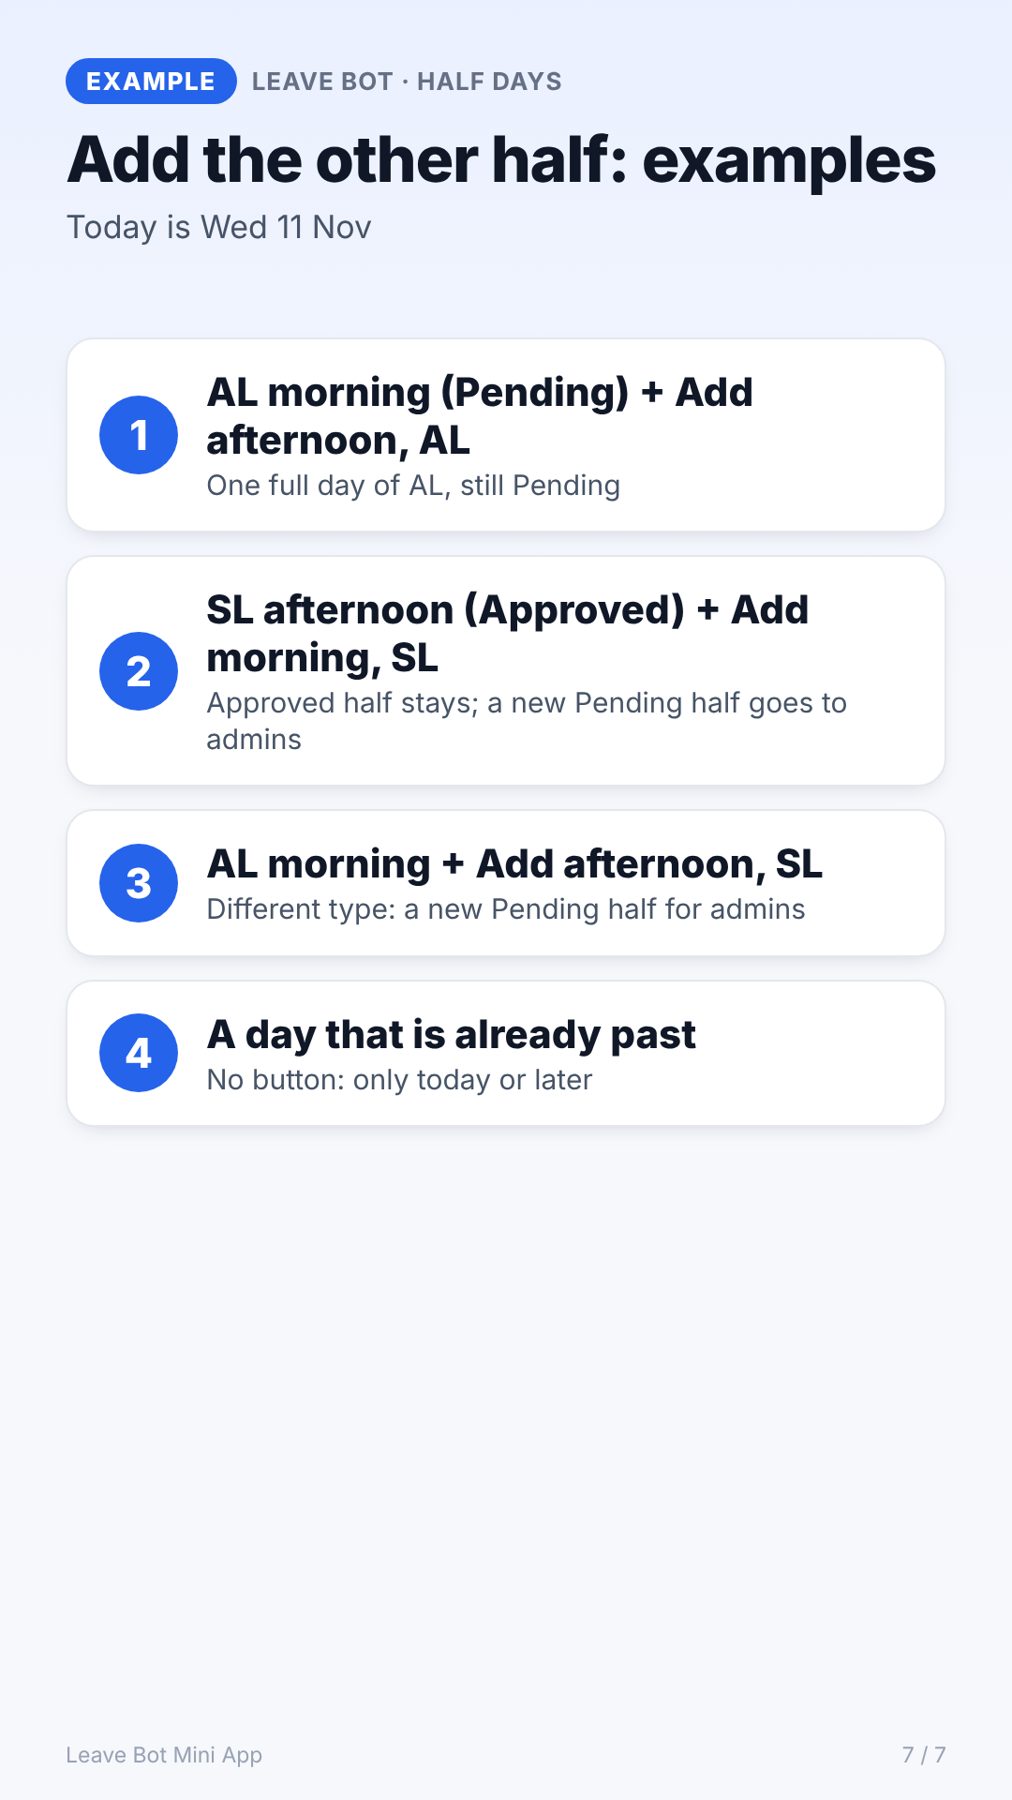 EXAMPLE LEAVE BOT · HALF DAYS
Add the other half: examples
Today is Wed 11 Nov
1
AL morning (Pending) + Add
afternoon, AL
One full day of AL, still Pending
2
SL afternoon (Approved) + Add
morning, SL
Approved half stays; a new Pending half goes to
admins
3
AL morning + Add afternoon, SL
Different type: a new Pending half for admins
4
A day that is already past
No button: only today or later
Leave Bot Mini App 7 / 7